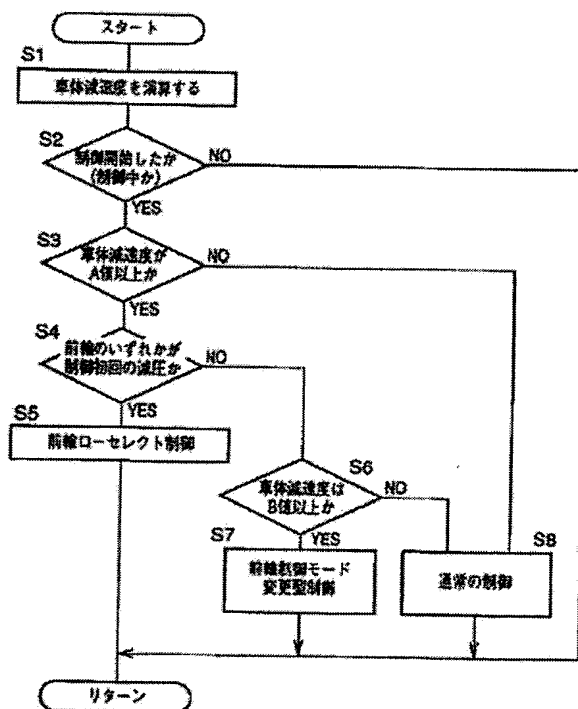 スタート
S1
車体減速度を演算する
S2
制御開始したか
(制御中か)
NO
YES
S3
車体減速度が
A値以上か
NO
YES
S4
前輪のいずれかが
制御初回の減圧か
NO
YES
S5
前輪ローセレクト制御
S6
車体減速度は
B値以上か
NO
YES
S7
前輪制御モード
変更型制御
S8
通常の制御
リターン